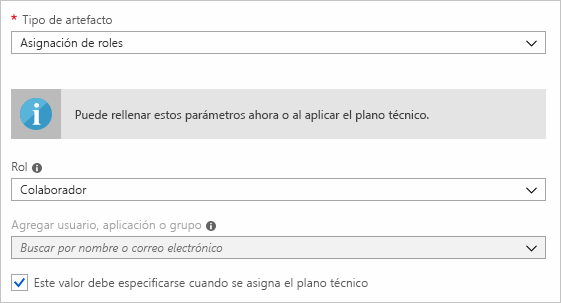 * Tipo de artefacto
Asignación de roles
Puede rellenar estos parámetros ahora o al aplicar el plano técnico.
Rol
Colaborador
Agregar usuario, aplicación o grupo
Buscar por nombre o correo electrónico
Este valor debe especificarse cuando se asigna el plano técnico